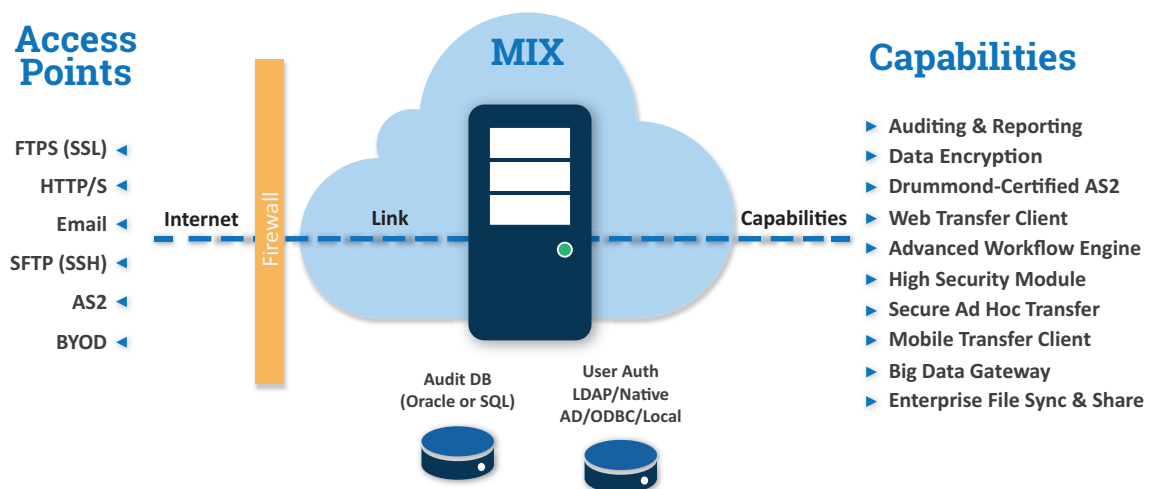 Access
Points
FTPS (SSL)
HTTP/S
Email
SFTP (SSH)
AS2
BYOD
Internet
Firewall
MIX
Link
Capabilities
Audit DB
(Oracle or SQL)
User Auth
LDAP/Native
AD/ODBC/Local
Capabilities
Auditing & Reporting
Data Encryption
Drummond-Certified AS2
Web Transfer Client
Advanced Workflow Engine
High Security Module
Secure Ad Hoc Transfer
Mobile Transfer Client
Big Data Gateway
Enterprise File Sync & Share